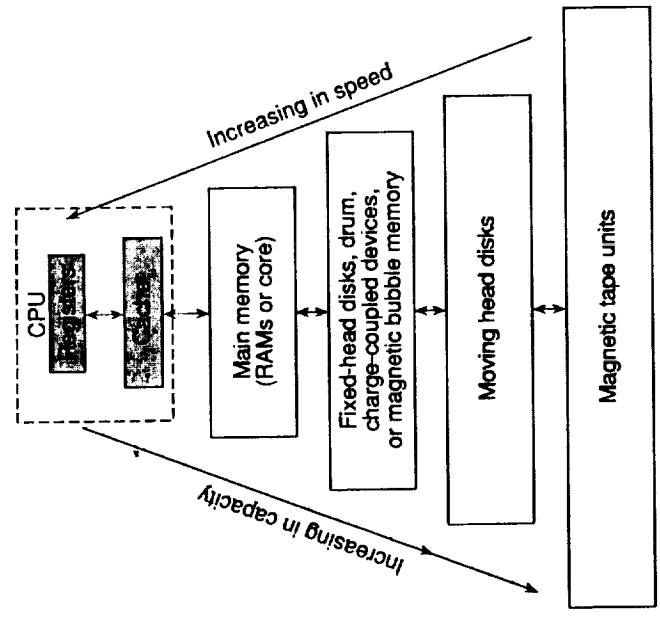 CPU
Registers
Cache
Main memory
(RAMs or core)
Fixed-head disks, drum,
charge-coupled devices,
or magnetic bubble memory
Moving head disks
Magnetic tape units
Increasing in speed
Increasing in capacity